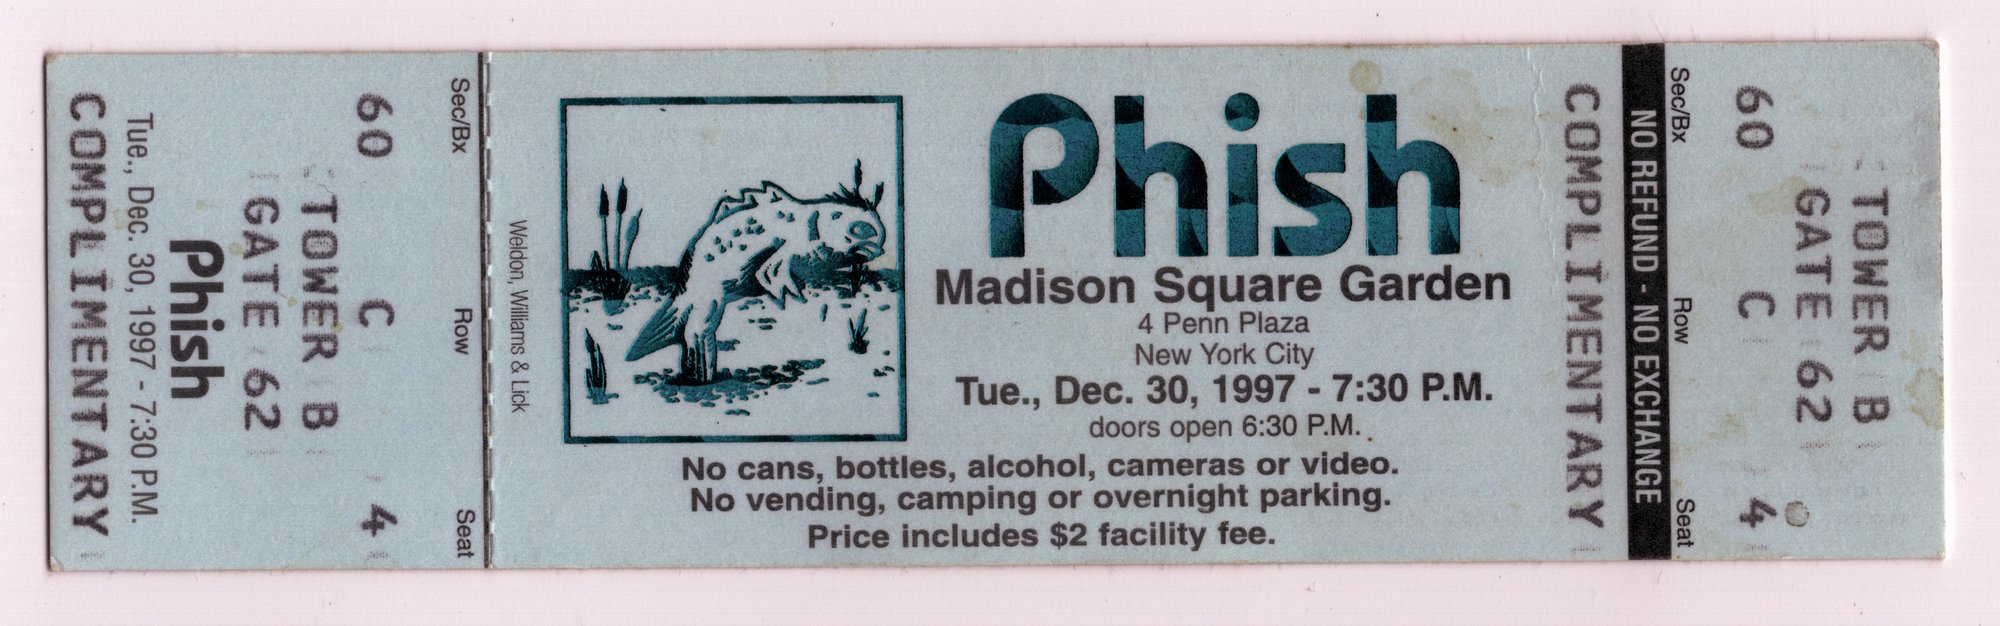 Sec/Bx Row Seat
60 C 4
TOWER B
GATE 62
Phish
Tue., Dec. 30, 1997 - 7:30 P.M.
COMPLIMENTARY
Weldon, Williams & Lick
Phish
Madison Square Garden
4 Penn Plaza
New York City
Tue., Dec. 30, 1997 - 7:30 P.M.
doors open 6:30 P.M.
No cans, bottles, alcohol, cameras or video.
No vending, camping or overnight parking.
Price includes $2 facility fee.
Sec/Bx Row Seat
60 C 4
TOWER B
GATE 62
NO REFUND - NO EXCHANGE
COMPLIMENTARY